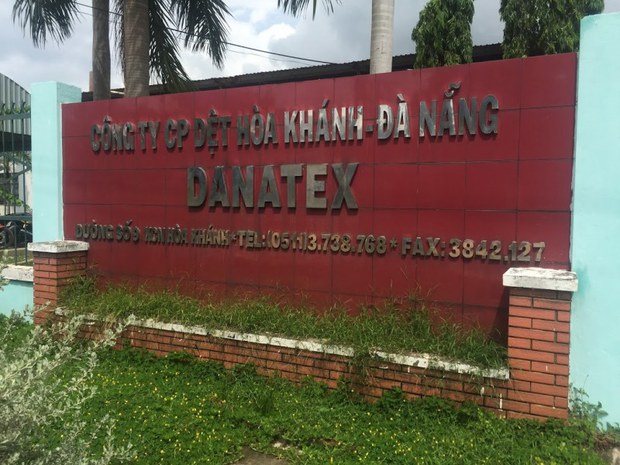 CÔNG TY CP DỆT HÒA KHÁNH-ĐÀ NẴNG
DANATEX
ĐƯỜNG SỐ 9 KCN HÒA KHÁNH * TEL: (0511)3.738.768 * FAX: 3842.127